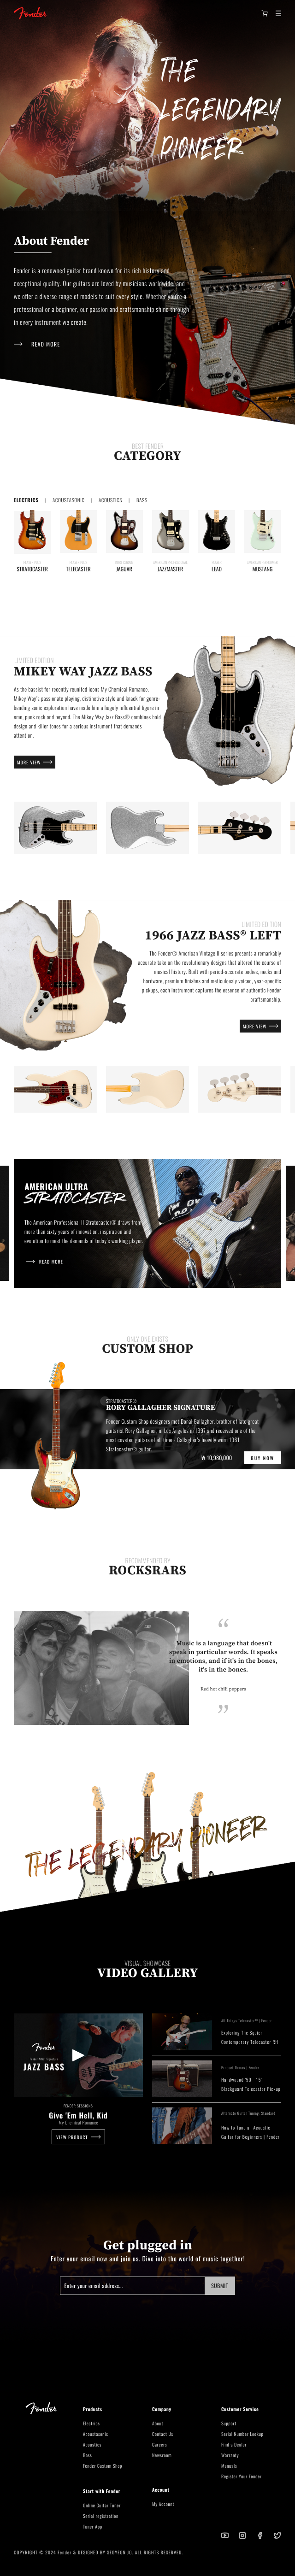 Fender
THE
LEGENDARY
PIONEER
About Fender
Fender is a renowned guitar brand known for its rich history and
exceptional quality. Our guitars are loved by musicians worldwide, and
we offer a diverse range of models to suit every style. Whether you're a
professional or a beginner, our passion and craftsmanship shine through
in every instrument we create.
READ MORE
BEST FENDER
CATEGORY
ELECTRICS | ACOUSTASONIC | ACOUSTICS | BASS
STRATOCASTER
TELECASTER
JAGUAR
JAZZMASTER
LEAD
MUSTANG
LIMITED EDITION
MIKEY WAY JAZZ BASS
As the bassist for recently reunited icons My Chemical Romance,
Mikey Way's passionate playing, distinctive style and knack for genre-
bending sonic exploration have made him a hugely influential figure in
emo, punk rock and beyond. The Mikey Way Jazz Bass® combines bold
design and killer tones for a serious instrument that demands
attention.
MORE VIEW
LIMITED EDITION
1966 JAZZ BASS® LEFT
The Fender® American Vintage II series presents a remarkably
accurate take on the revolutionary designs that altered the course of
musical history. Built with period accurate bodies, necks and
hardware, premium finishes and meticulously voiced, year specific
pickups, each instrument captures the essence of authentic Fender
craftsmanship.
MORE VIEW
AMERICAN ULTRA
STRATOCASTER
The American Professional II Stratocaster® draws from
more than sixty years of innovation, inspiration and
evolution to meet the demands of today's working player.
READ MORE
ONLY ONE EXISTS
CUSTOM SHOP
STRATOCASTER®
RORY GALLAGHER SIGNATURE
Fender Custom Shop designers met Donal Gallagher, brother of late great
guitarist Rory Gallagher, in Los Angeles in 1997 and received one of the
most coveted guitars of all time - Gallagher's heavily worn 1961
Stratocaster® guitar.
₩ 10,980,000
BUY NOW
RECOMMENDED BY
ROCKSRARS
“
Music is a language that doesn't
speak in particular words. It speaks
in emotions, and if it's in the bones,
it's in the bones.
Red hot chili peppers
”
THE LEGENDARY PIONEER
VISUAL SHOWCASE
VIDEO GALLERY
Fender
JAZZ BASS
FENDER SESSIONS
Give 'Em Hell, Kid
My Chemical Romance
VIEW PRODUCT
Exploring The Squier
Contemporary Telecaster RH
Product Demos | Fender
Handwound '50 - '51
Blackguard Telecaster Pickup
Alternate Guitar Tuning: Standard
How to Tune an Acoustic
Guitar for Beginners | Fender
Get plugged in
Enter your email now and join us. Dive into the world of music together!
Enter your email address...
SUBMIT
Fender
Products
Electrics
Acoustasonic
Acoustics
Bass
Fender Custom Shop
Start with Fender
Online Guitar Tuner
Serial registration
Tuner App
Company
About
Contact Us
Careers
Newsroom
Account
My Account
Customer Service
Support
Serial Number Lookup
Find a Dealer
Warranty
Manuals
Register Your Fender
COPYRIGHT © 2024 Fender & DESIGNED BY SEOYEON JO. ALL RIGHTS RESERVED.